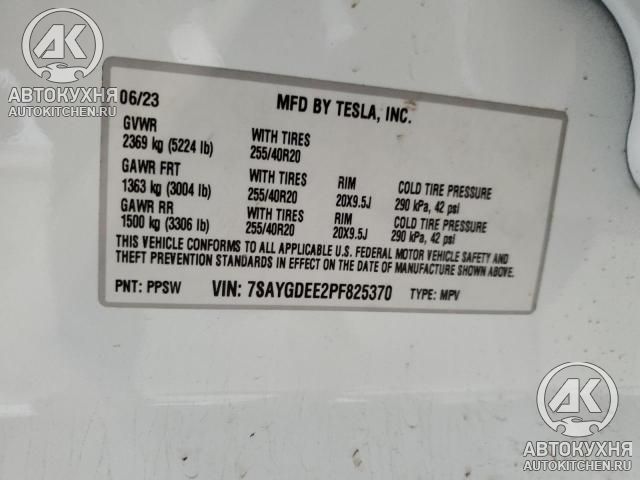 АК
АВТОКУХНЯ
AUTOKUCHEN.RU
06/23 MFD BY TESLA, INC.
GVWR WITH TIRES
2369 kg (5224 lb) 255/40R20
GAWR FRT WITH TIRES RIM COLD TIRE PRESSURE
1363 kg (3004 lb) 255/40R20 20X9.5J 290 kPa, 42 psi
GAWR RR WITH TIRES RIM COLD TIRE PRESSURE
1500 kg (3306 lb) 255/40R20 20X9.5J 290 kPa, 42 psi
THIS VEHICLE CONFORMS TO ALL APPLICABLE U.S. FEDERAL MOTOR VEHICLE SAFETY AND
THEFT PREVENTION STANDARDS IN EFFECT ON THE DATE OF MANUFACTURE SHOWN ABOVE.
PNT: PPSW VIN: 7SAYGDEE2PF825370 TYPE: MPV
АК
АВТОКУХНЯ
AUTOKUCHEN.RU